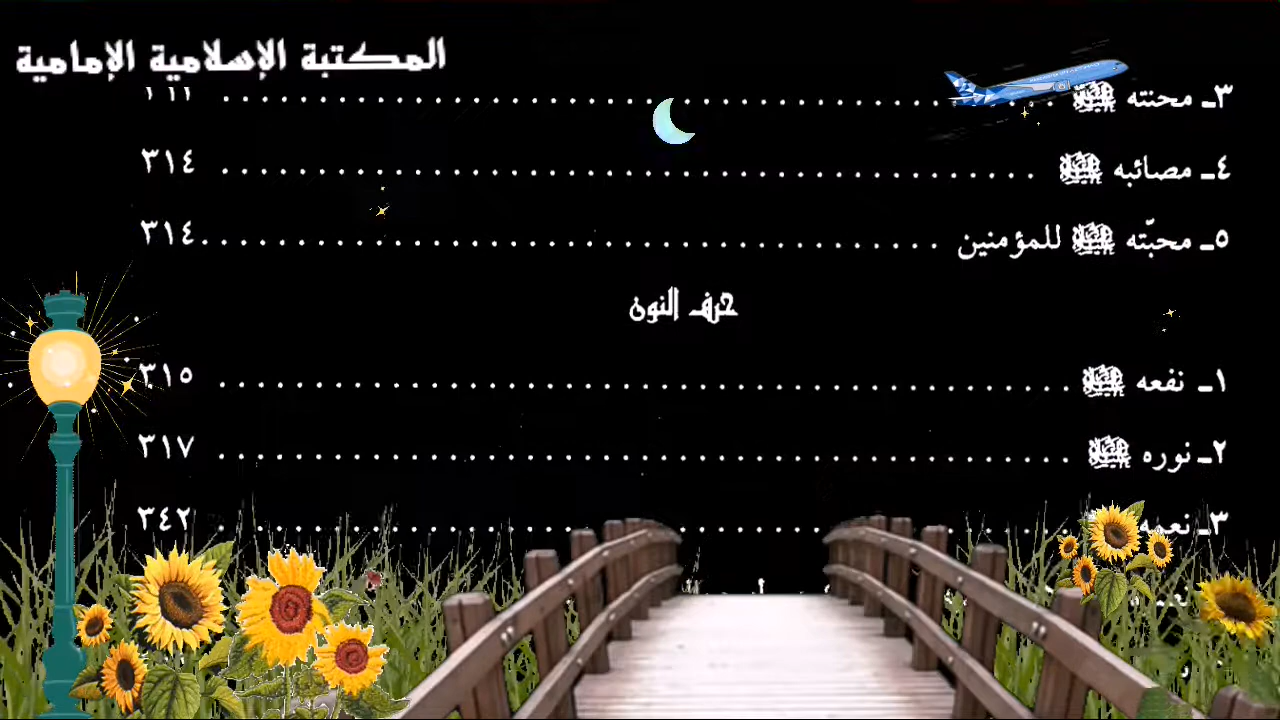 المكتبة الإسلامية الإمامية
٣ـ محنته ﷺ
٤ـ مصائبه ﷺ ٣١٤
٥ـ محبّته ﷺ للمؤمنين ٣١٤
حرف النون
١ـ نفعه ﷺ ٣١٥
٢ـ نوره ﷺ ٣١٧
٣ـ نعمه ٣٤٢